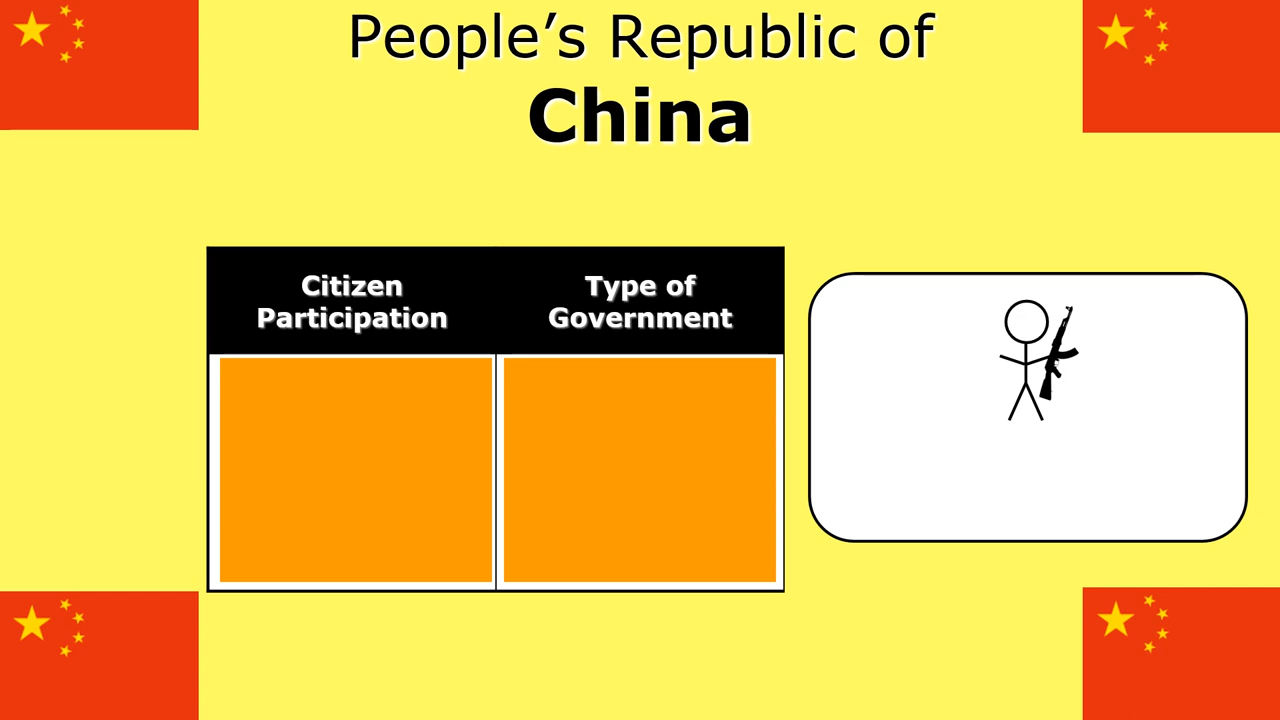 People’s Republic of
China
Citizen
Participation
Type of
Government